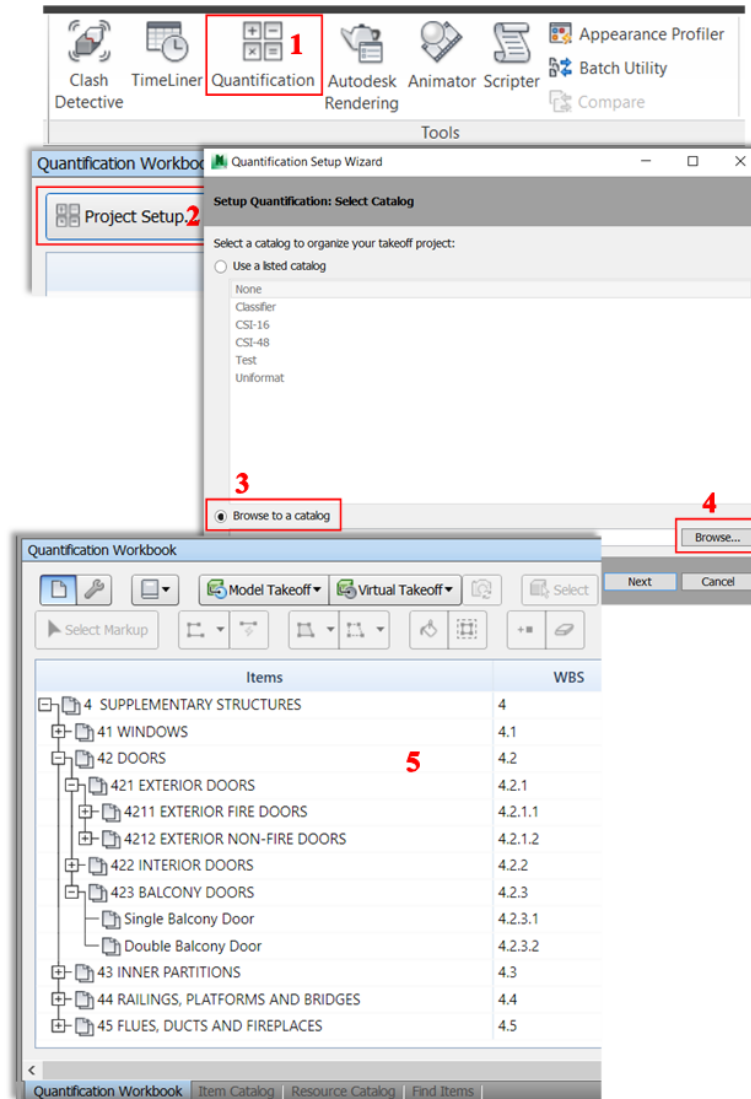 1
Appearance Profiler
Batch Utility
Compare
Clash Detective
TimeLiner
Quantification
Autodesk Rendering
Animator
Scripter
Tools
Quantification Workboo
Project Setup.
2
Quantification Setup Wizard
Setup Quantification: Select Catalog
Select a catalog to organize your takeoff project:
Use a listed catalog
None
Classifier
CSI-16
CSI-48
Test
Uniformat
3
Browse to a catalog
4
Browse...
Next Cancel
Quantification Workbook
Model Takeoff Virtual Takeoff Select
Select Markup
Items WBS
4 SUPPLEMENTARY STRUCTURES 4
41 WINDOWS 4.1
42 DOORS 4.2
5
421 EXTERIOR DOORS 4.2.1
4211 EXTERIOR FIRE DOORS 4.2.1.1
4212 EXTERIOR NON-FIRE DOORS 4.2.1.2
422 INTERIOR DOORS 4.2.2
423 BALCONY DOORS 4.2.3
Single Balcony Door 4.2.3.1
Double Balcony Door 4.2.3.2
43 INNER PARTITIONS 4.3
44 RAILINGS, PLATFORMS AND BRIDGES 4.4
45 FLUES, DUCTS AND FIREPLACES 4.5
Quantification Workbook Item Catalog Resource Catalog Find Items